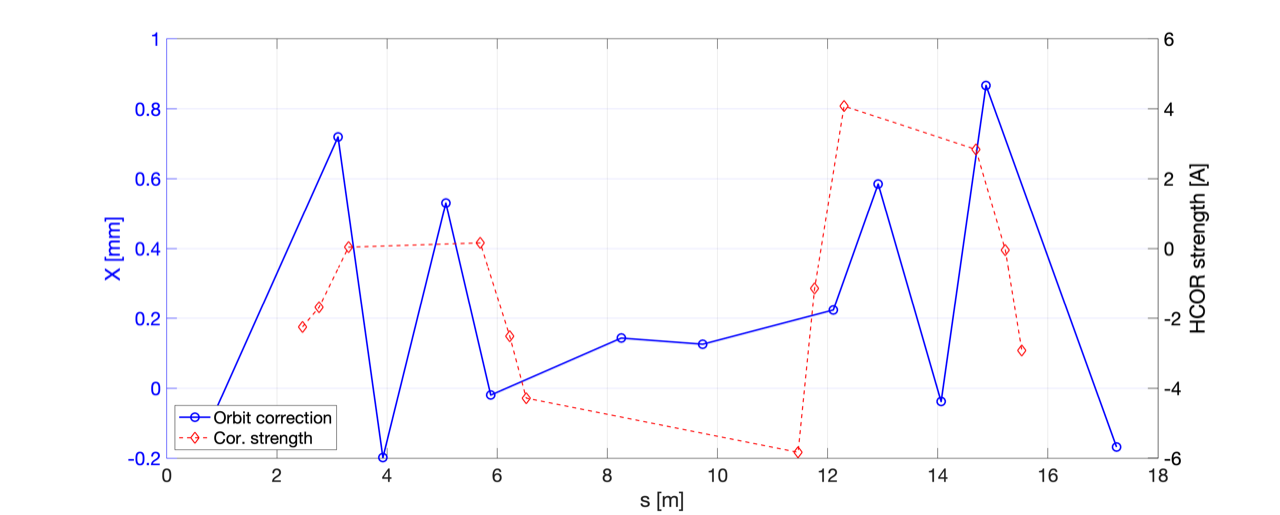 1
0.8
0.6
0.4
0.2
0
-0.2
X [mm]
6
4
2
0
-2
-4
-6
HCOR strength [A]
Orbit correction
Cor. strength
0 2 4 6 8 10 12 14 16 18
s [m]